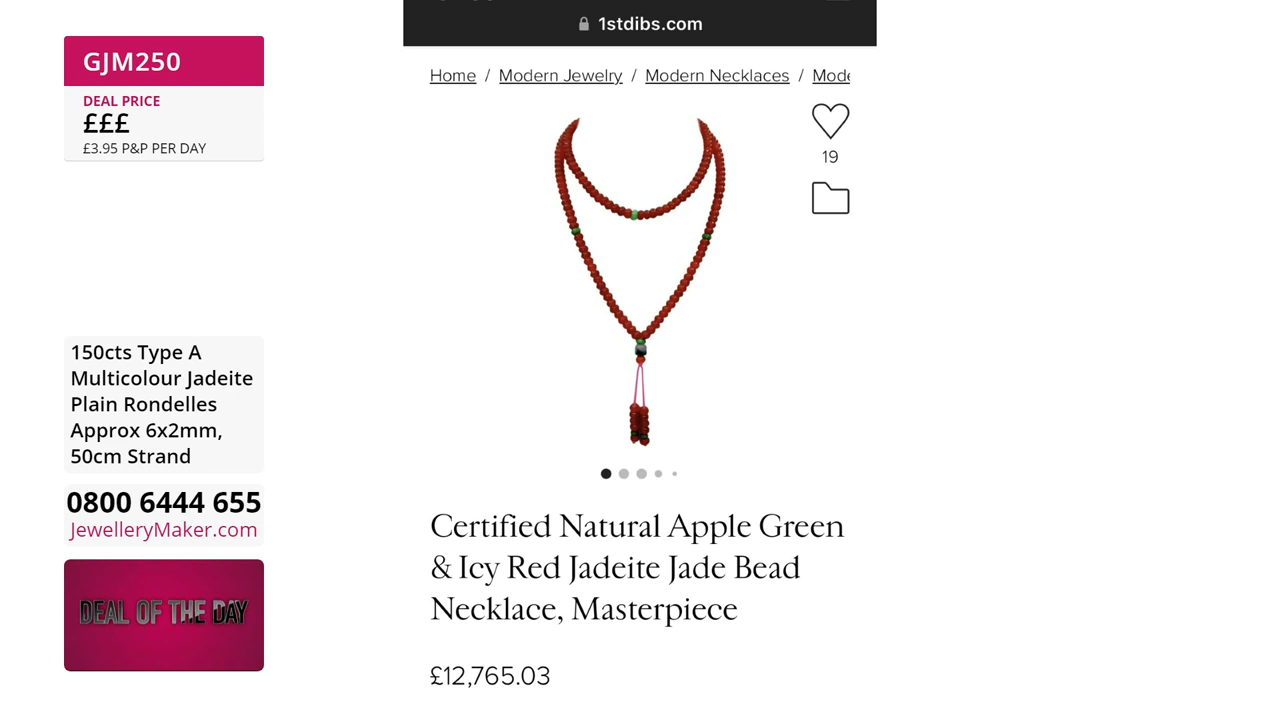 GJM250
DEAL PRICE
£££
£3.95 P&P PER DAY
150cts Type A
Multicolour Jadeite
Plain Rondelles
Approx 6x2mm,
50cm Strand
0800 6444 655
JewelleryMaker.com
DEAL OF THE DAY
1stdibs.com
Home / Modern Jewelry / Modern Necklaces / Mode
19
Certified Natural Apple Green
& Icy Red Jadeite Jade Bead
Necklace, Masterpiece
£12,765.03